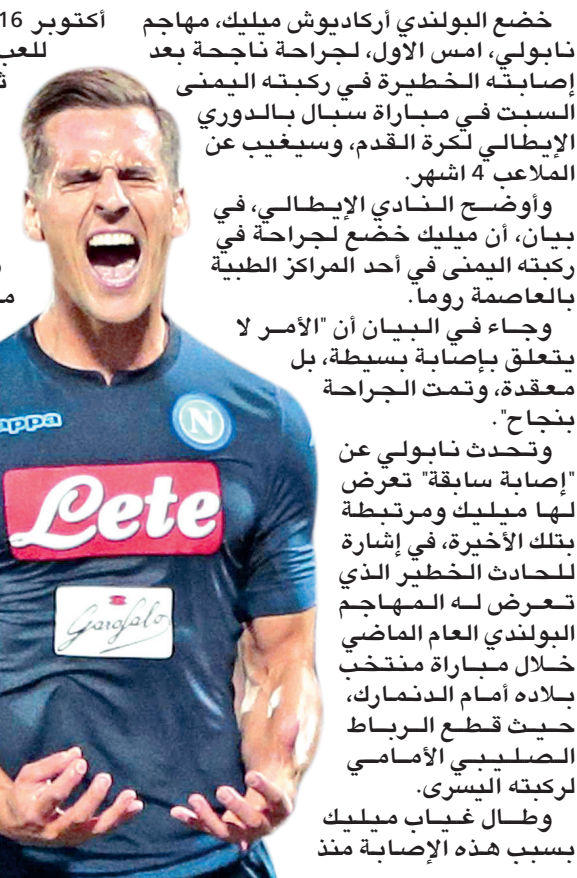 خضع البولندي أركاديوش ميليك، مهاجم
نابولي، امس الاول، لجراحة ناجحة بعد
إصابته الخطيرة في ركبته اليمنى
السبت في مباراة سبال بالدوري
الإيطالي لكرة القدم، وسيغيب عن
الملاعب 4 اشهر.
وأوضح النادي الإيطالي، في
بيان، أن ميليك خضع لجراحة في
ركبته اليمنى في أحد المراكز الطبية
بالعاصمة روما.
وجاء في البيان أن "الأمر لا
يتعلق بإصابة بسيطة، بل
معقدة، وتمت الجراحة
بنجاح".
وتحدث نابولي عن
"إصابة سابقة" تعرض
لها ميليك ومرتبطة
بتلك الأخيرة، في إشارة
للحادث الخطير الذي
تعرض له المهاجم
البولندي العام الماضي
خلال مباراة منتخب
بلاده أمام الدنمارك،
حيث قطع الرباط
الصليبي الأمامي
لركبته اليسرى.
وطال غياب ميليك
بسبب هذه الإصابة منذ
أكتوبر 16
للعب
N
Lete
Garofalo